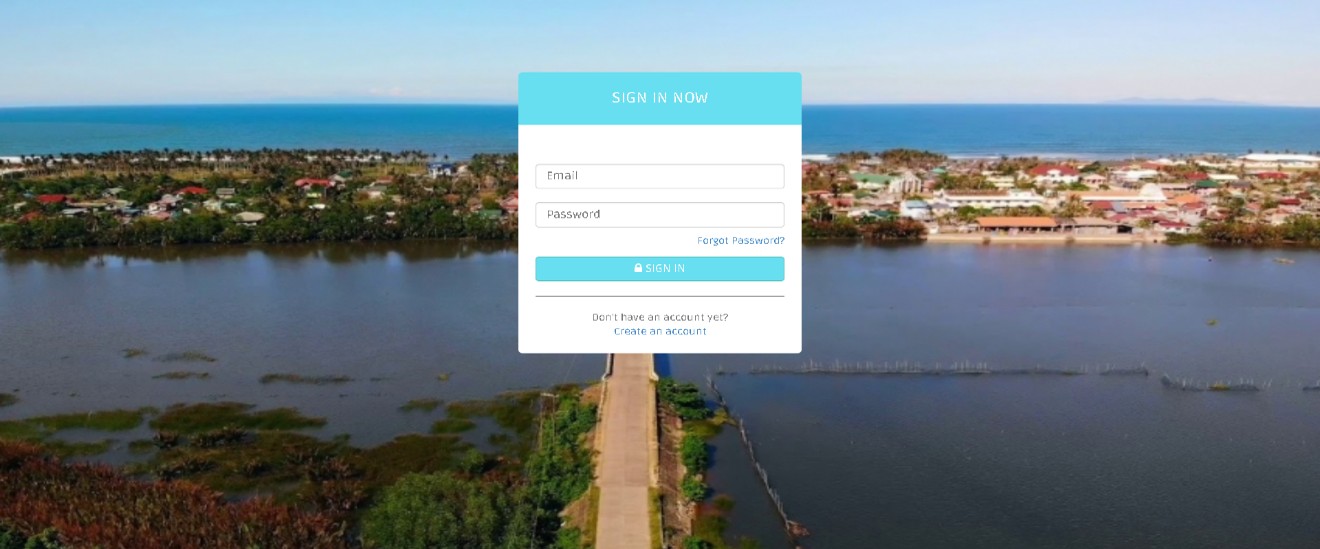 SIGN IN NOW
Email
Password
Forgot Password?
SIGN IN
Don't have an account yet?
Create an account